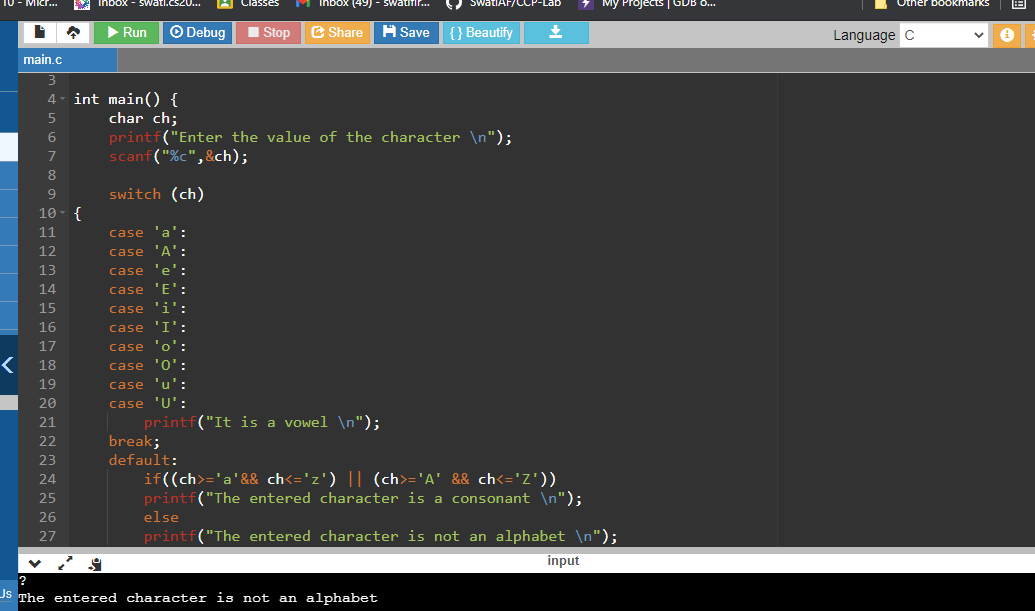 10 - Micr... Inbox - swati.cs20... Classes Inbox (49) - swatifir... SwatiAF/CCP-Lab My Projects | GDB o... Other bookmarks
Run Debug Stop Share Save { } Beautify Language C
main.c
3
4 int main() {
5 char ch;
6 printf("Enter the value of the character \n");
7 scanf("%c",&ch);
8
9 switch (ch)
10 {
11 case 'a':
12 case 'A':
13 case 'e':
14 case 'E':
15 case 'i':
16 case 'I':
17 case 'o':
18 case 'O':
19 case 'u':
20 case 'U':
21 printf("It is a vowel \n");
22 break;
23 default:
24 if((ch>='a'&& ch<='z') || (ch>='A' && ch<='Z'))
25 printf("The entered character is a consonant \n");
26 else
27 printf("The entered character is not an alphabet \n");
input
?
Us
The entered character is not an alphabet